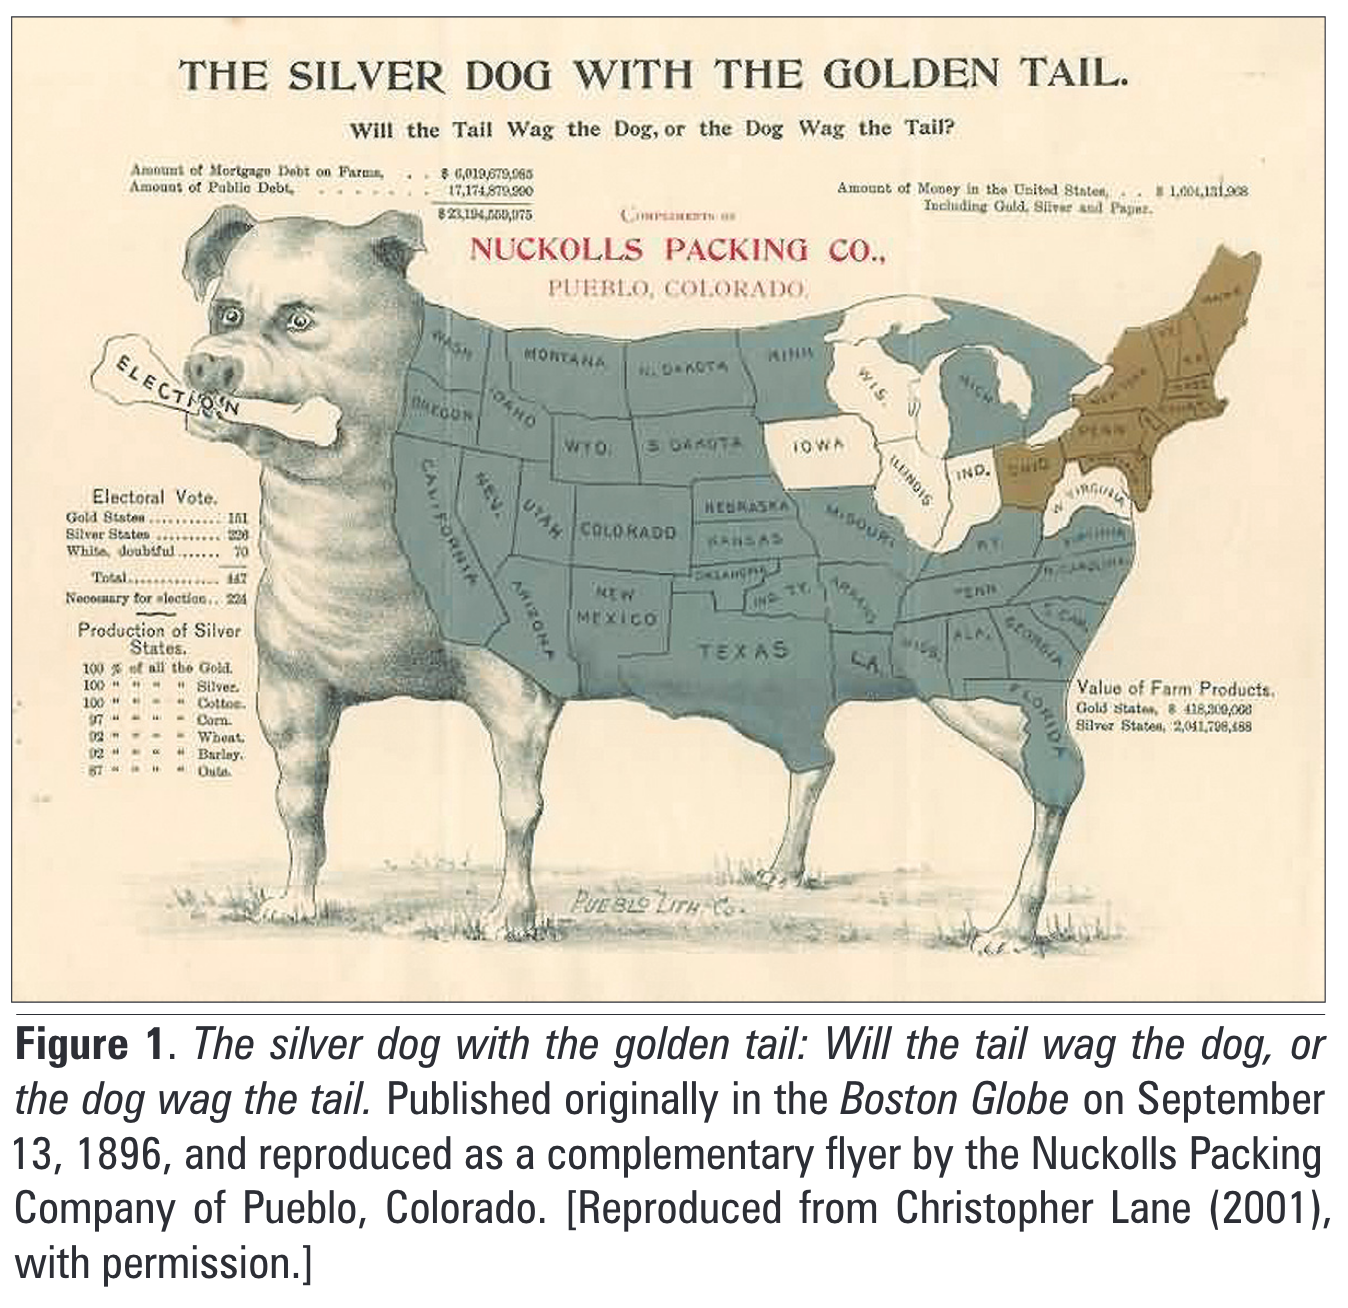 THE SILVER DOG WITH THE GOLDEN TAIL.
Will the Tail Wag the Dog, or the Dog Wag the Tail?
Amount of Mortgage Debt on Farms, . . $ 6,019,679,985
Amount of Public Debt, . . . . . . . 17,174,879,990
$ 23,194,559,975
Amount of Money in the United States, . . $ 1,604,131,968
Including Gold, Silver and Paper.
COMPLIMENTS OF
NUCKOLLS PACKING CO.,
PUEBLO, COLORADO.
ELECTION
WASH
MONTANA
N. DAKOTA
MINN
WIS.
MICH
MAINE
VT.
N.H.
MASS
NEW YORK
PENN
OHIO
IND.
ILLINOIS
IOWA
S. DAKOTA
WYO.
IDAHO
OREGON
CALIFORNIA
NEV.
UTAH
COLORADO
NEBRASKA
KANSAS
MISSOURI
KY.
W. VIRGINIA
VIRGINIA
N. CAROLINA
TENN
S. CAR.
GEORGIA
ALA.
MISS.
ARKANS
LA.
OKLAHOMA
IND. TY.
TEXAS
NEW
MEXICO
ARIZONA
FLORIDA
Electoral Vote.
Gold States ........... 151
Silver States .......... 226
White, doubtful ....... 70
Total............... 447
Necessary for election.. 224
Production of Silver
States.
100 % of all the Gold.
100 " " " " Silver.
100 " " " " Cotton.
97 " " " " Corn.
92 " " " " Wheat.
92 " " " " Barley.
87 " " " " Oats.
Value of Farm Products.
Gold States, $ 418,309,066
Silver States, 2,041,798,488
PUEBLO LITH. Co.
Figure 1. The silver dog with the golden tail: Will the tail wag the dog, or
the dog wag the tail. Published originally in the Boston Globe on September
13, 1896, and reproduced as a complementary flyer by the Nuckolls Packing
Company of Pueblo, Colorado. [Reproduced from Christopher Lane (2001),
with permission.]